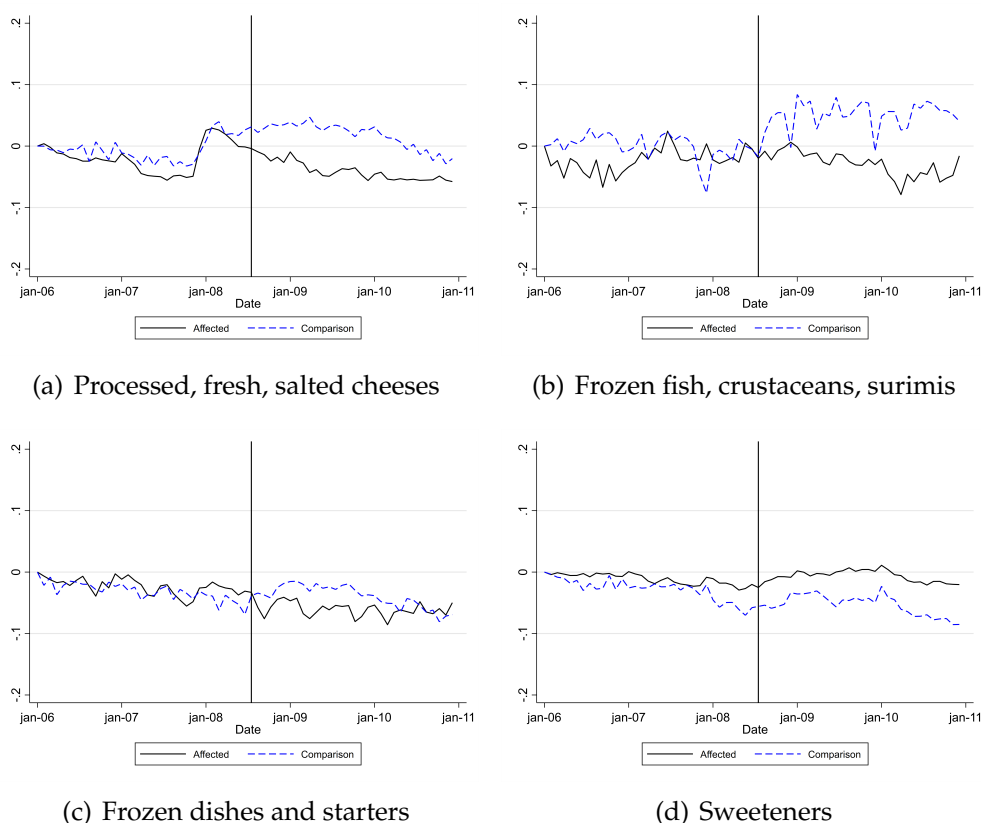 .2
.1
0
-.1
-.2
jan-06 jan-07 jan-08 jan-09 jan-10 jan-11
Date
Affected Comparison
(a) Processed, fresh, salted cheeses
.2
.1
0
-.1
-.2
jan-06 jan-07 jan-08 jan-09 jan-10 jan-11
Date
Affected Comparison
(b) Frozen fish, crustaceans, surimis
.2
.1
0
-.1
-.2
jan-06 jan-07 jan-08 jan-09 jan-10 jan-11
Date
Affected Comparison
(c) Frozen dishes and starters
.2
.1
0
-.1
-.2
jan-06 jan-07 jan-08 jan-09 jan-10 jan-11
Date
Affected Comparison
(d) Sweeteners